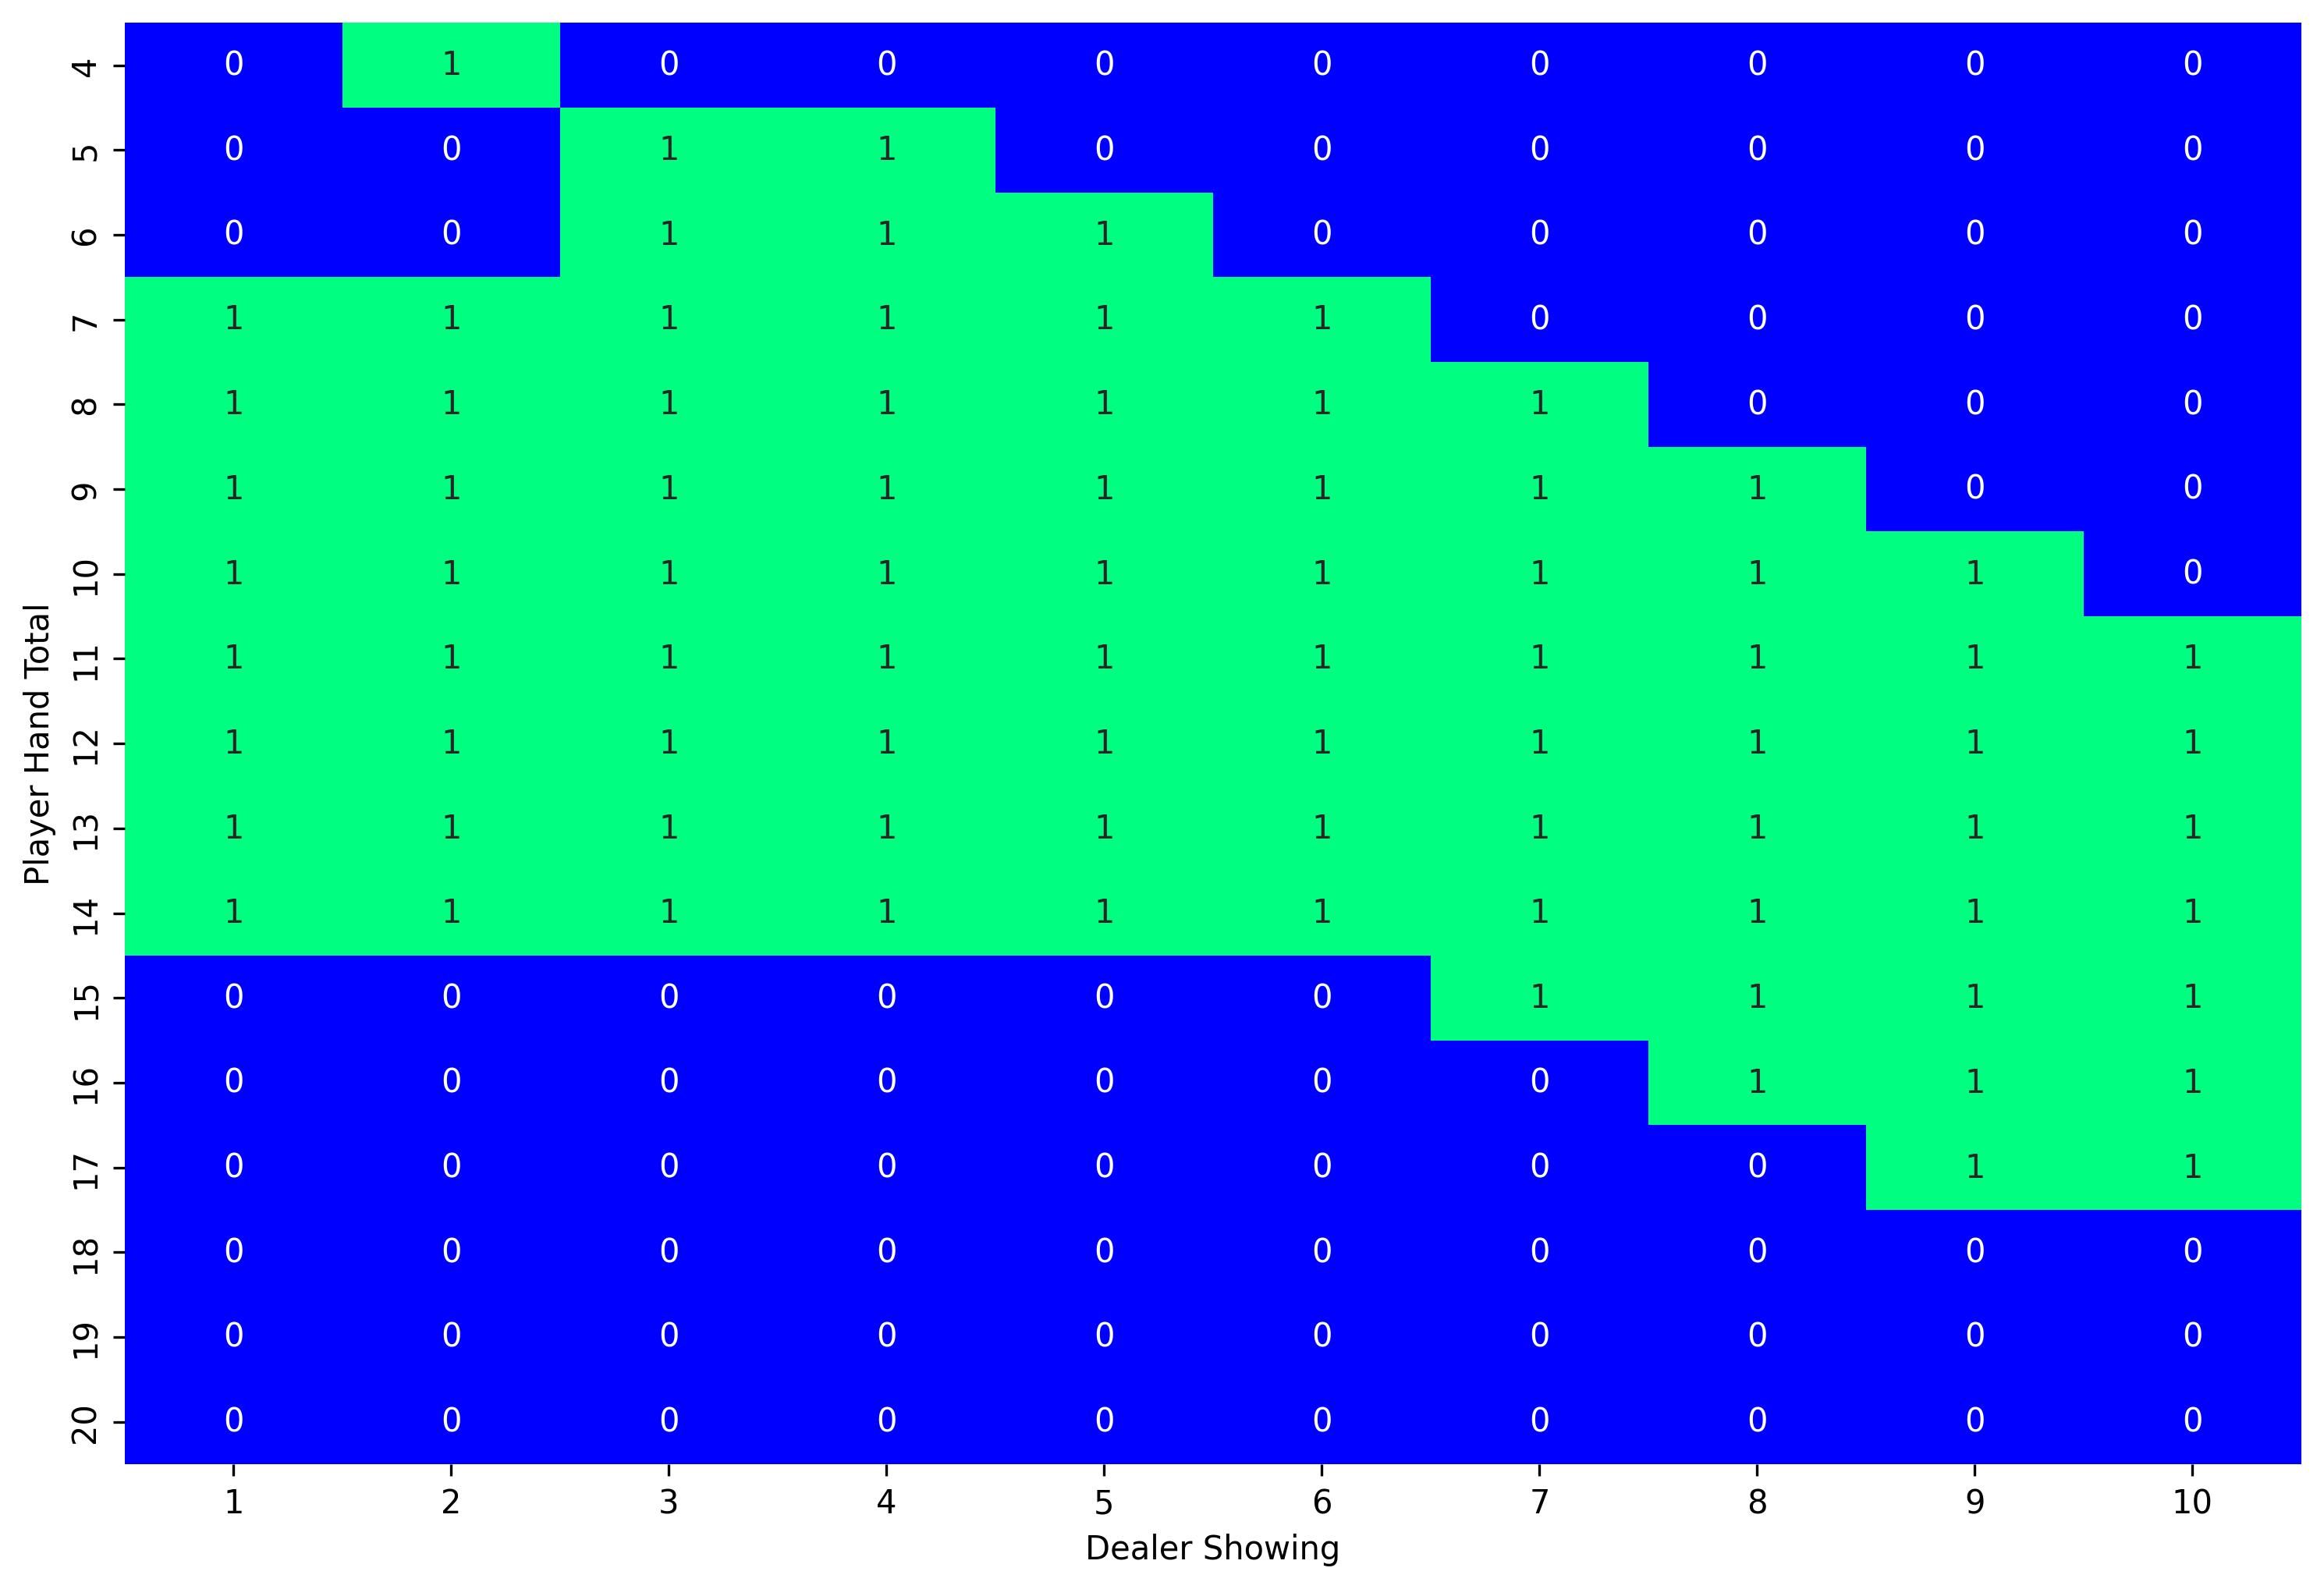 4 0 1 0 0 0 0 0 0 0 0
5 0 0 1 1 0 0 0 0 0 0
6 0 0 1 1 1 0 0 0 0 0
7 1 1 1 1 1 1 0 0 0 0
8 1 1 1 1 1 1 1 0 0 0
9 1 1 1 1 1 1 1 1 0 0
10 1 1 1 1 1 1 1 1 1 0
11 1 1 1 1 1 1 1 1 1 1
12 1 1 1 1 1 1 1 1 1 1
13 1 1 1 1 1 1 1 1 1 1
14 1 1 1 1 1 1 1 1 1 1
15 0 0 0 0 0 0 1 1 1 1
16 0 0 0 0 0 0 0 1 1 1
17 0 0 0 0 0 0 0 0 1 1
18 0 0 0 0 0 0 0 0 0 0
19 0 0 0 0 0 0 0 0 0 0
20 0 0 0 0 0 0 0 0 0 0
1 2 3 4 5 6 7 8 9 10
Dealer Showing
Player Hand Total